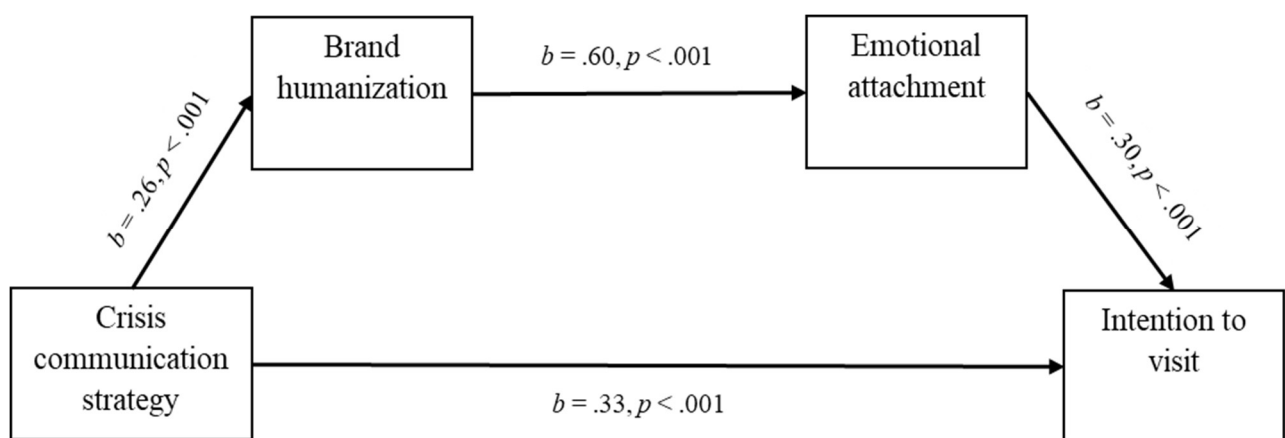 Brand
humanization
b = .60, p < .001
Emotional
attachment
b = .26, p < .001
b = .30, p < .001
Crisis
communication
strategy
b = .33, p < .001
Intention to
visit